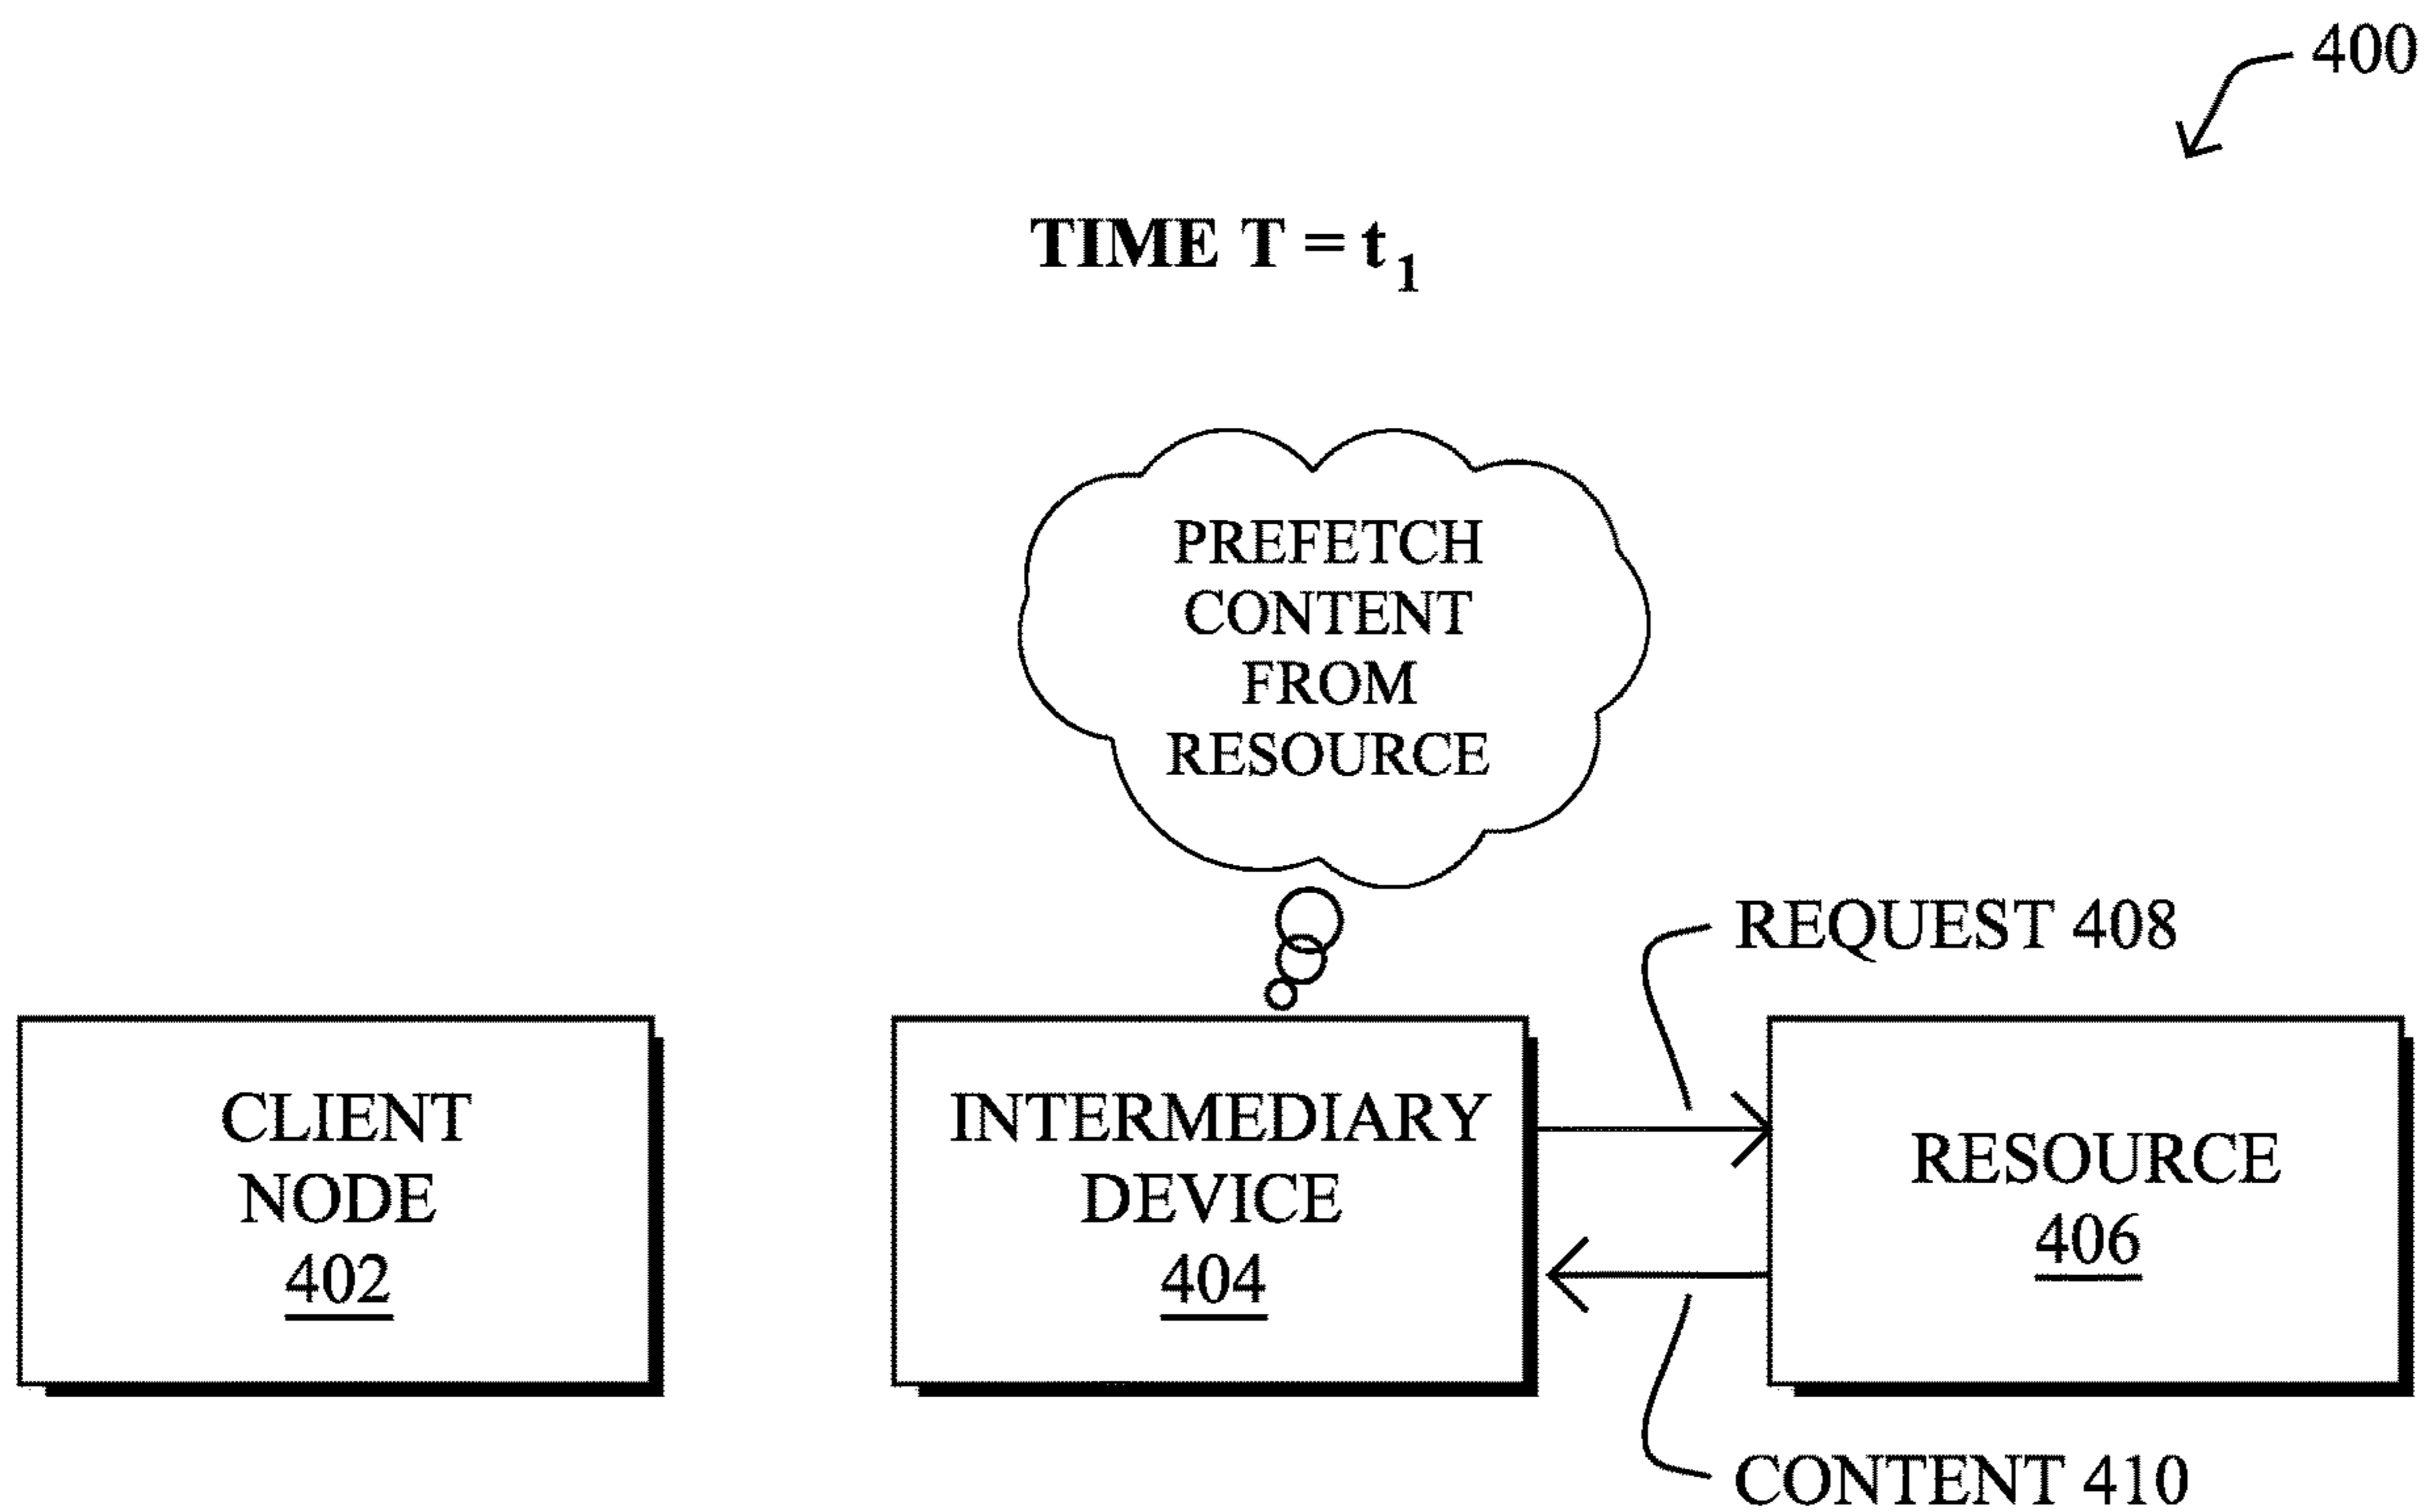 400
TIME T = t₁
PREFETCH
CONTENT
FROM
RESOURCE
REQUEST 408
CLIENT
NODE
402
INTERMEDIARY
DEVICE
404
RESOURCE
406
CONTENT 410